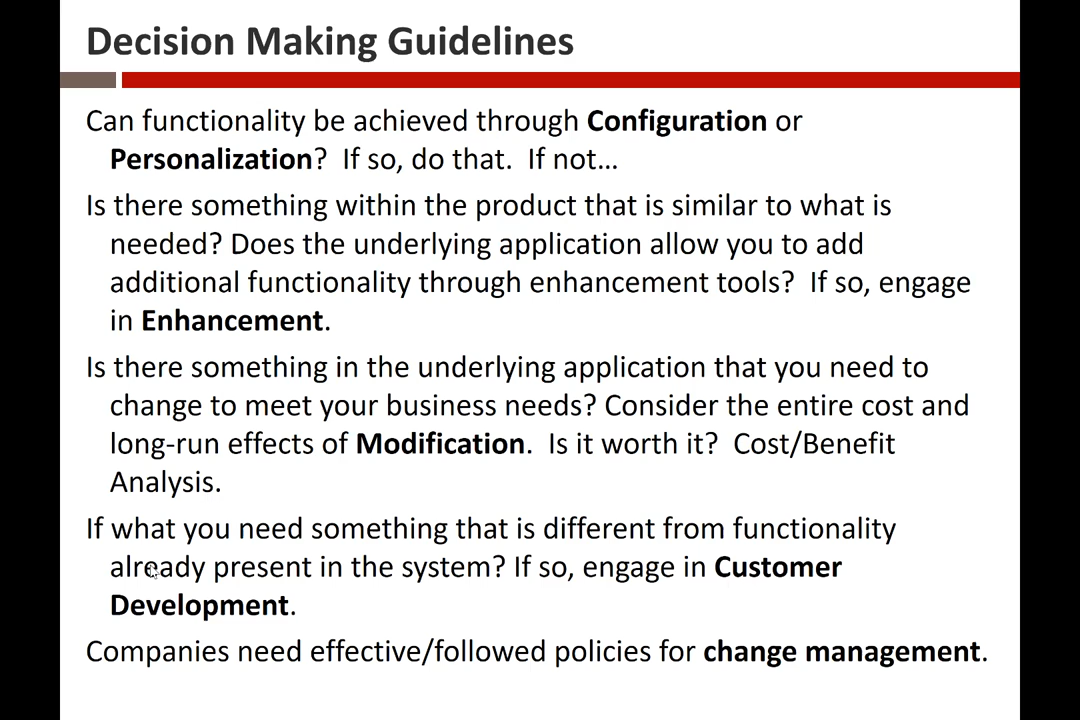 Decision Making Guidelines
Can functionality be achieved through Configuration or
Personalization?  If so, do that.  If not…
Is there something within the product that is similar to what is
needed? Does the underlying application allow you to add
additional functionality through enhancement tools?  If so, engage
in Enhancement.
Is there something in the underlying application that you need to
change to meet your business needs? Consider the entire cost and
long-run effects of Modification.  Is it worth it?  Cost/Benefit
Analysis.
If what you need something that is different from functionality
already present in the system? If so, engage in Customer
Development.
Companies need effective/followed policies for change management.